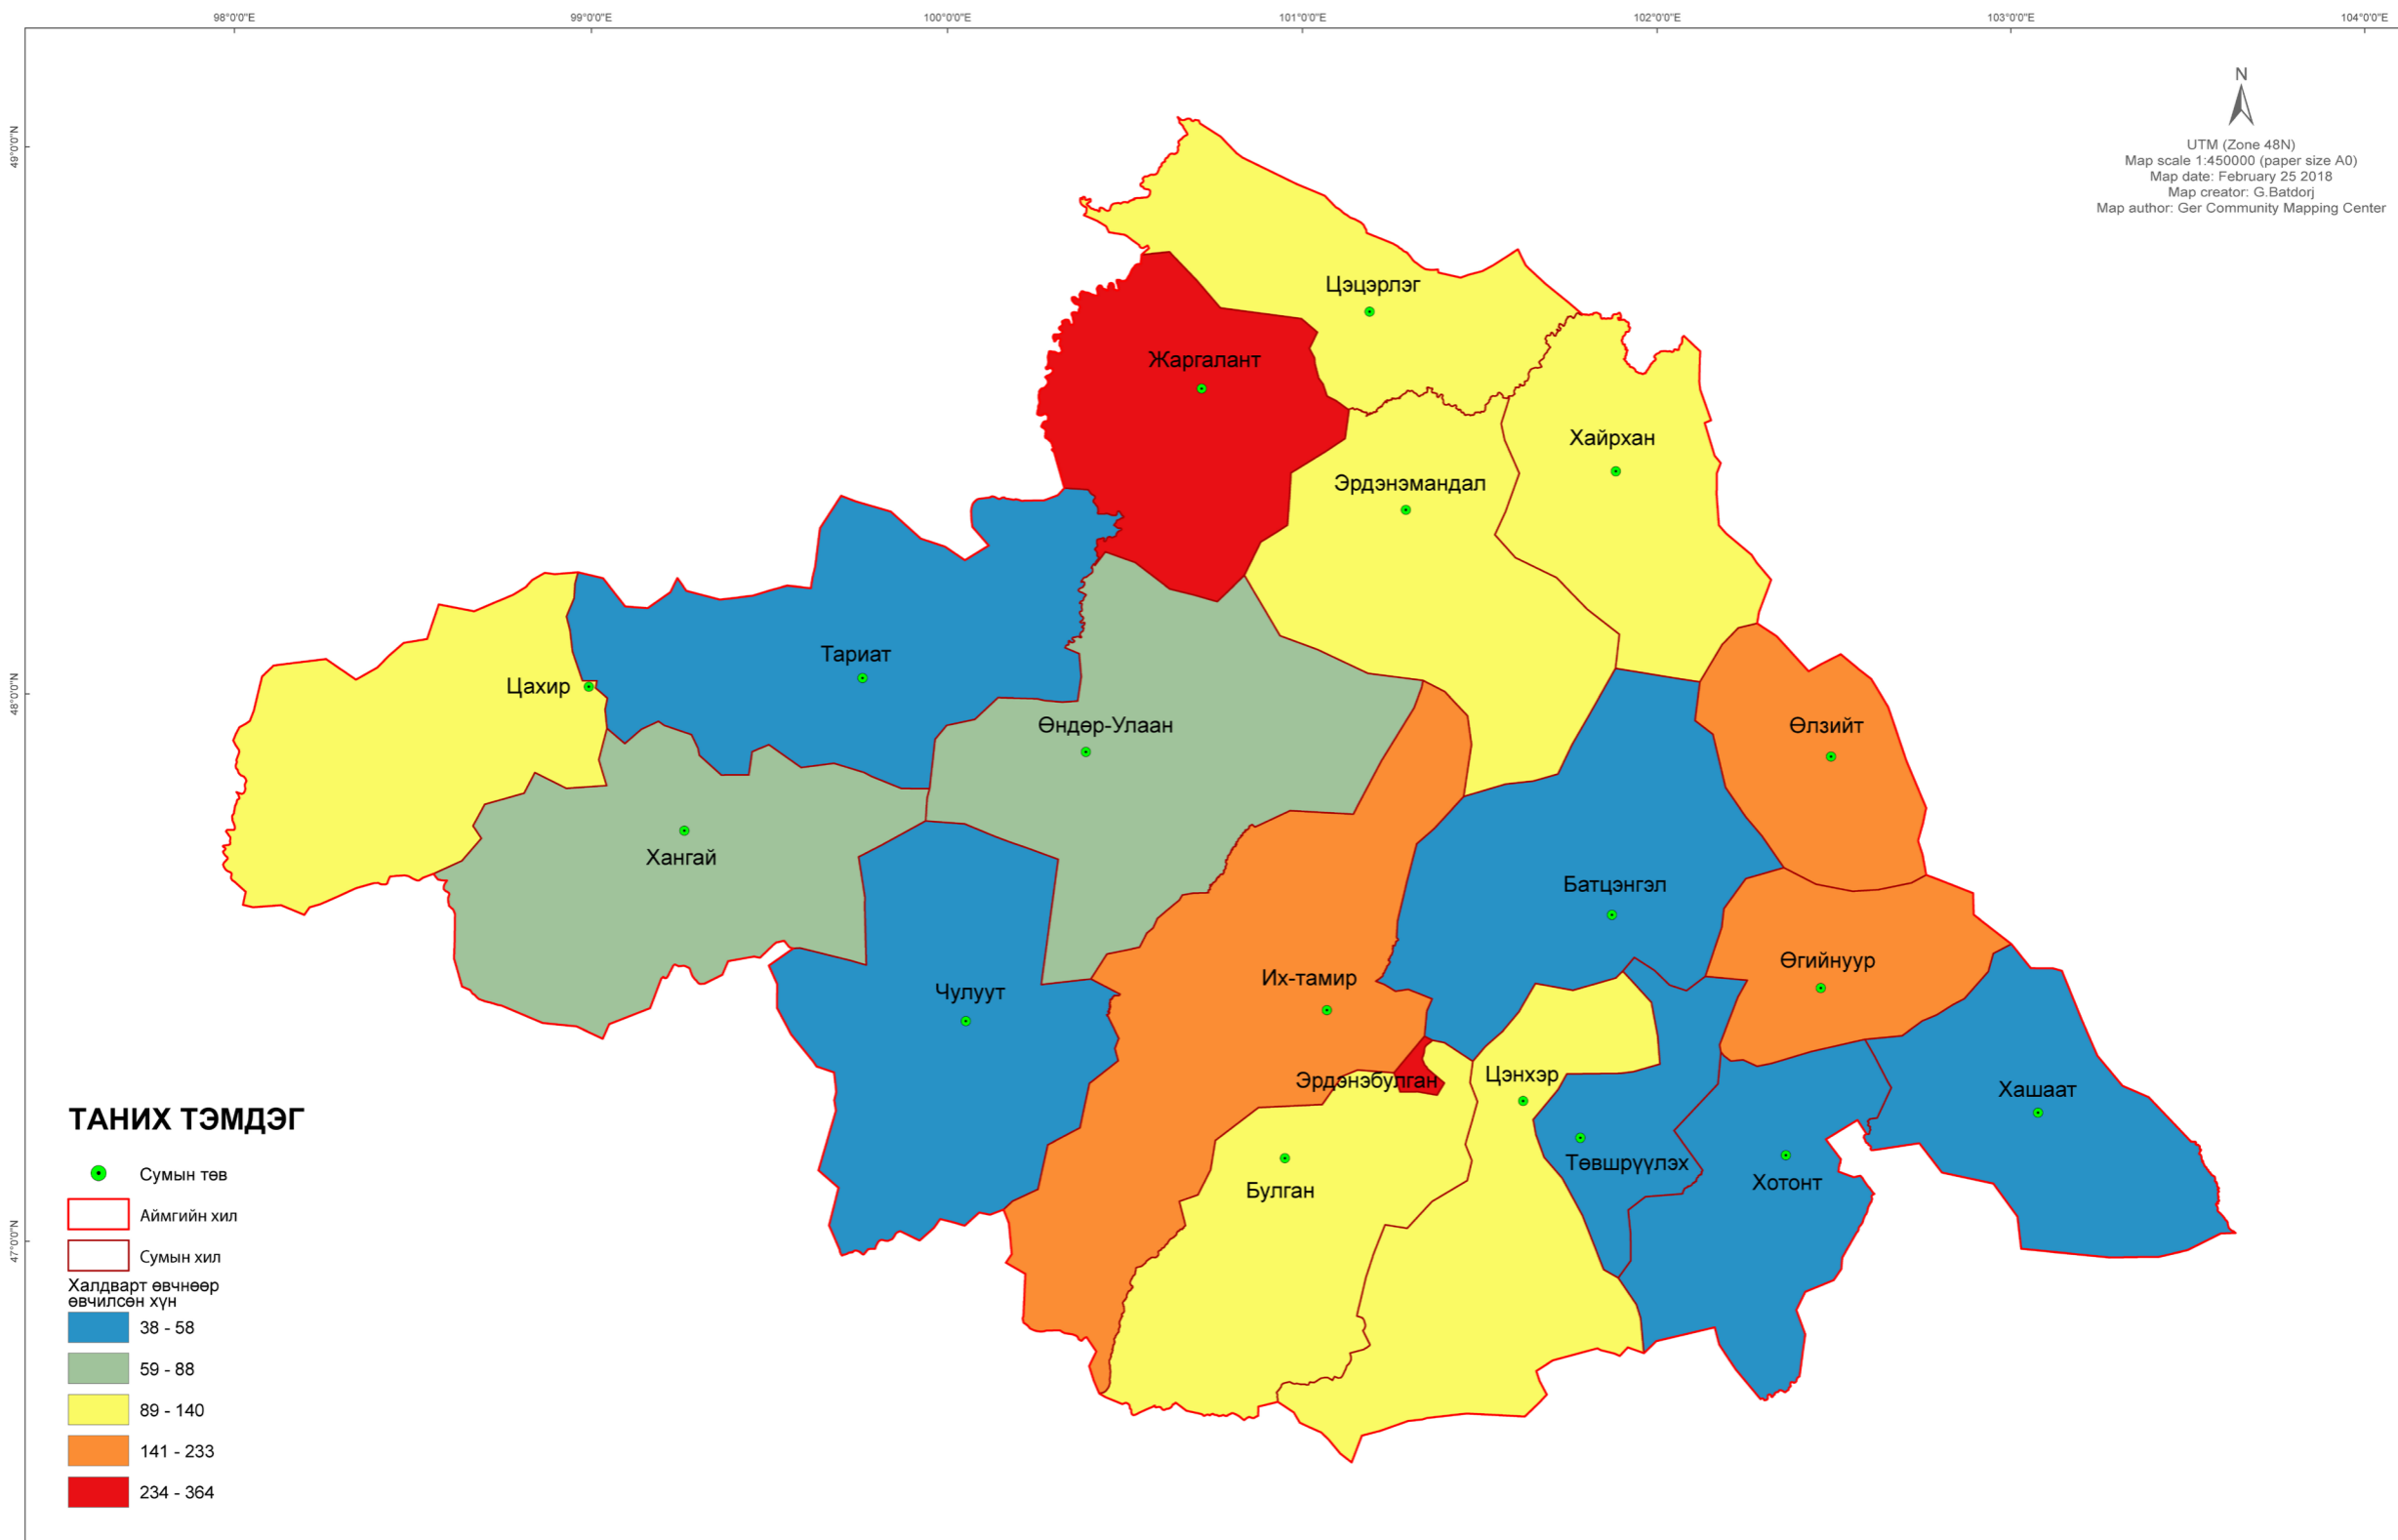 98°0'0"E
99°0'0"E
100°0'0"E
101°0'0"E
102°0'0"E
103°0'0"E
104°0'0"E
49°0'0"N
48°0'0"N
47°0'0"N
N
UTM (Zone 48N)
Map scale 1:450000 (paper size A0)
Map date: February 25 2018
Map creator: G.Batdorj
Map author: Ger Community Mapping Center
Цэцэрлэг
Жаргалант
Хайрхан
Эрдэнэмандал
Тариат
Цахир
Өндөр-Улаан
Өлзийт
Хангай
Батцэнгэл
Өгийнуур
Их-тамир
Чулуут
Эрдэнэбулган
Цэнхэр
Хашаат
Төвшрүүлэх
Хотонт
Булган
ТАНИХ ТЭМДЭГ
Сумын төв
Аймгийн хил
Сумын хил
Халдварт өвчнөөр
өвчилсөн хүн
38 - 58
59 - 88
89 - 140
141 - 233
234 - 364